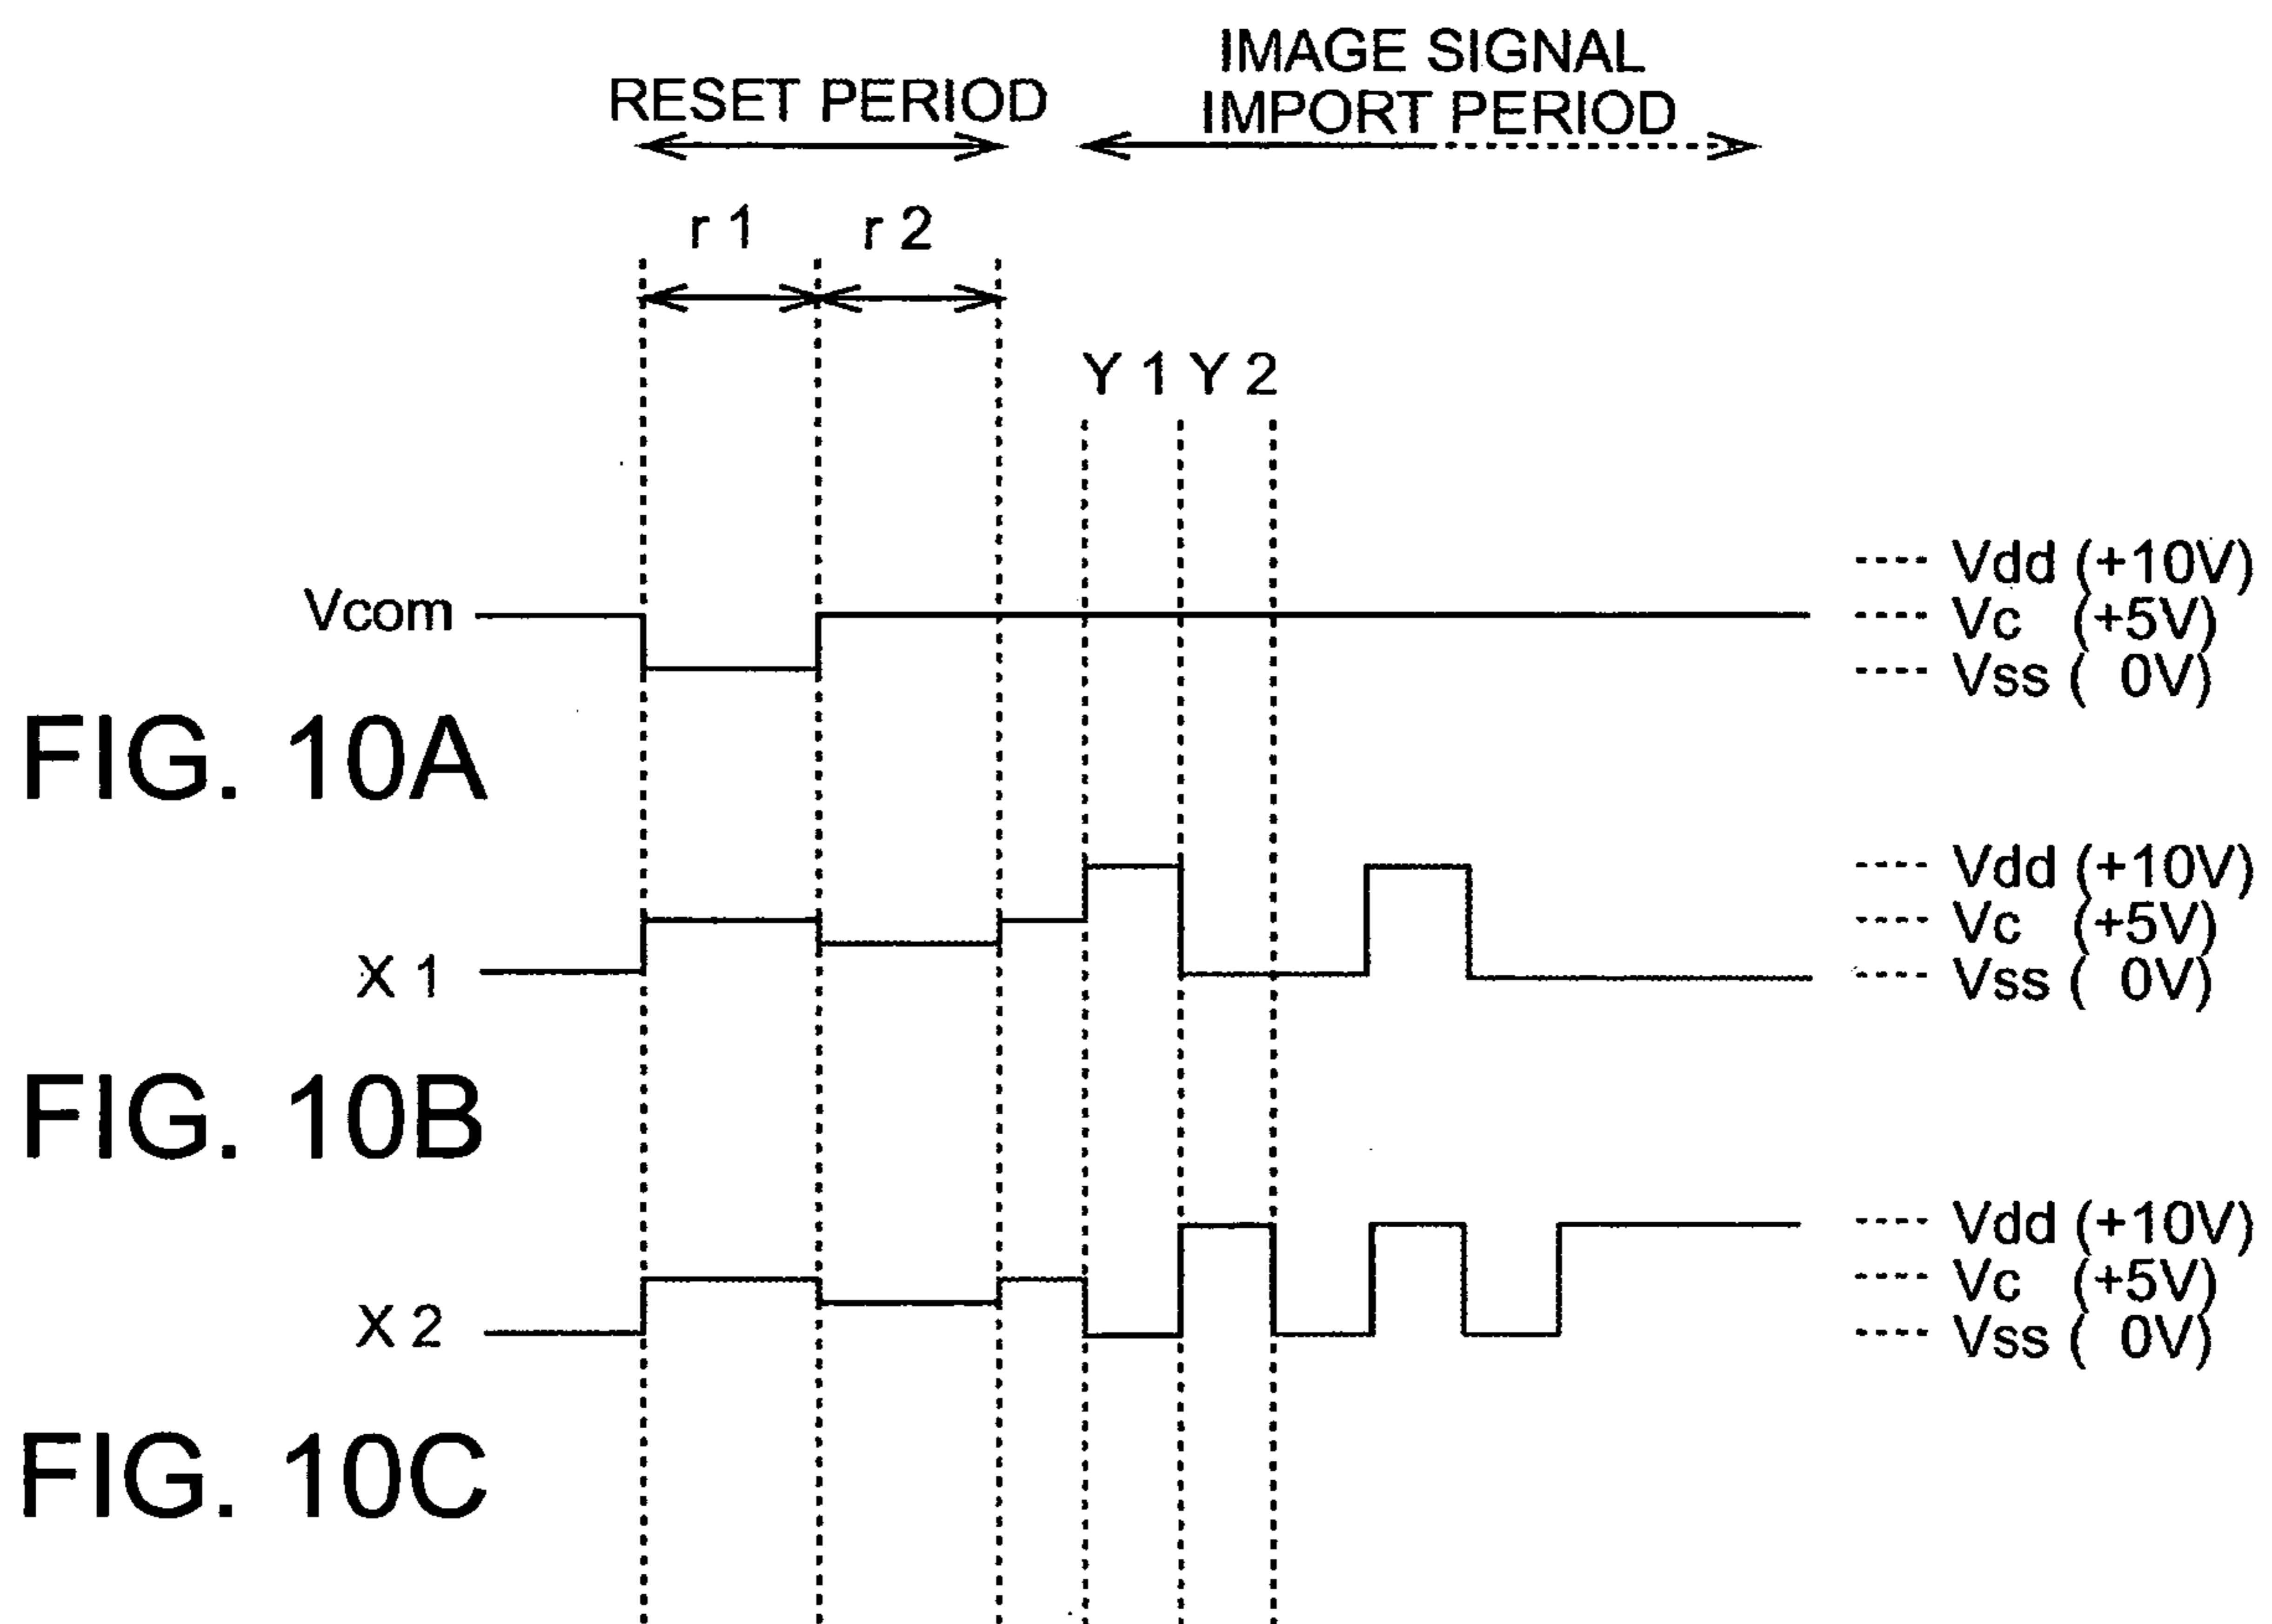 RESET PERIOD
IMAGE SIGNAL
IMPORT PERIOD
r 1
r 2
Y 1 Y 2
Vcom
Vdd (+10V)
Vc (+5V)
Vss ( 0V)
FIG. 10A
X 1
Vdd (+10V)
Vc (+5V)
Vss ( 0V)
FIG. 10B
X 2
Vdd (+10V)
Vc (+5V)
Vss ( 0V)
FIG. 10C